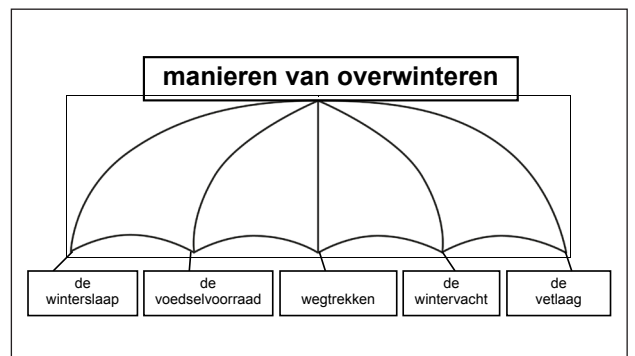 manieren van overwinteren
de
winterslaap
de
voedselvoorraad
wegtrekken
de
wintervacht
de
vetlaag